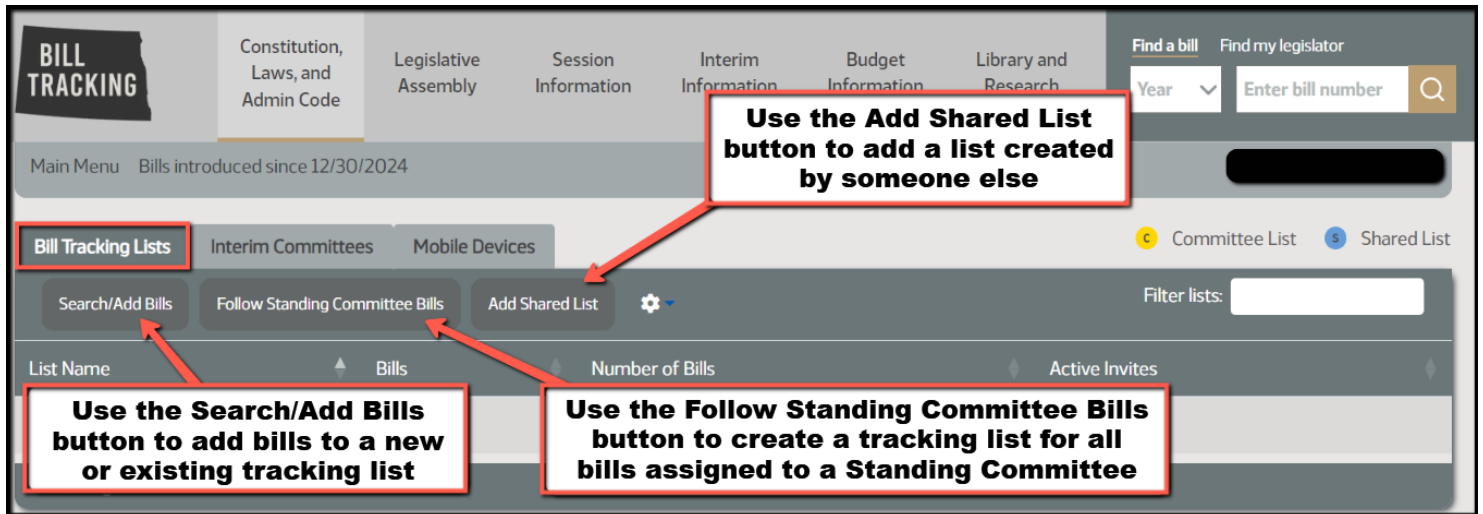 BILL
TRACKING
Constitution,
Laws, and
Admin Code
Legislative
Assembly
Session
Information
Interim
Information
Budget
Information
Library and
Research
Find a bill Find my legislator
Year Enter bill number
Main Menu Bills introduced since 12/30/2024
Use the Add Shared List
button to add a list created
by someone else
Bill Tracking Lists Interim Committees Mobile Devices
C Committee List S Shared List
Search/Add Bills Follow Standing Committee Bills Add Shared List
Filter lists:
List Name Bills Number of Bills Active Invites
Use the Search/Add Bills
button to add bills to a new
or existing tracking list
Use the Follow Standing Committee Bills
button to create a tracking list for all
bills assigned to a Standing Committee